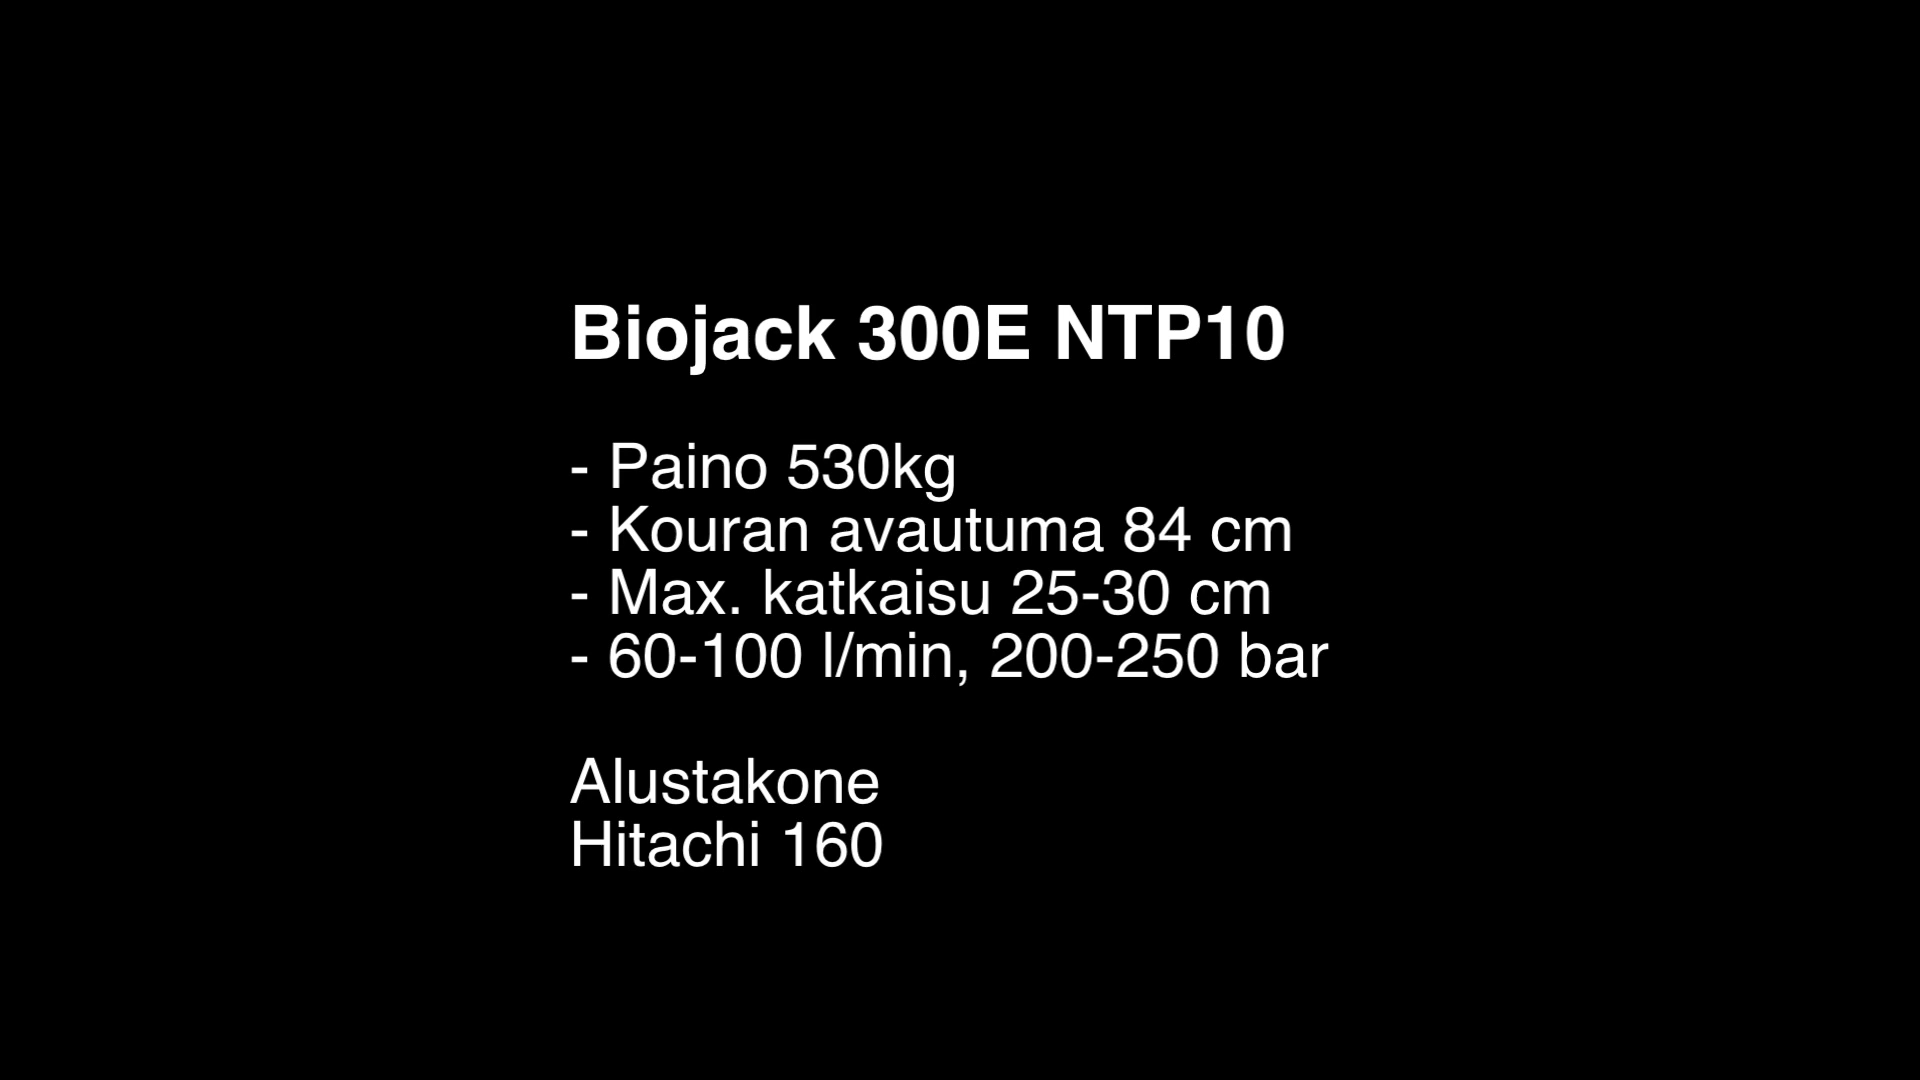 Biojack 300E NTP10
- Paino 530kg
- Kouran avautuma 84 cm
- Max. katkaisu 25-30 cm
- 60-100 l/min, 200-250 bar
Alustakone
Hitachi 160